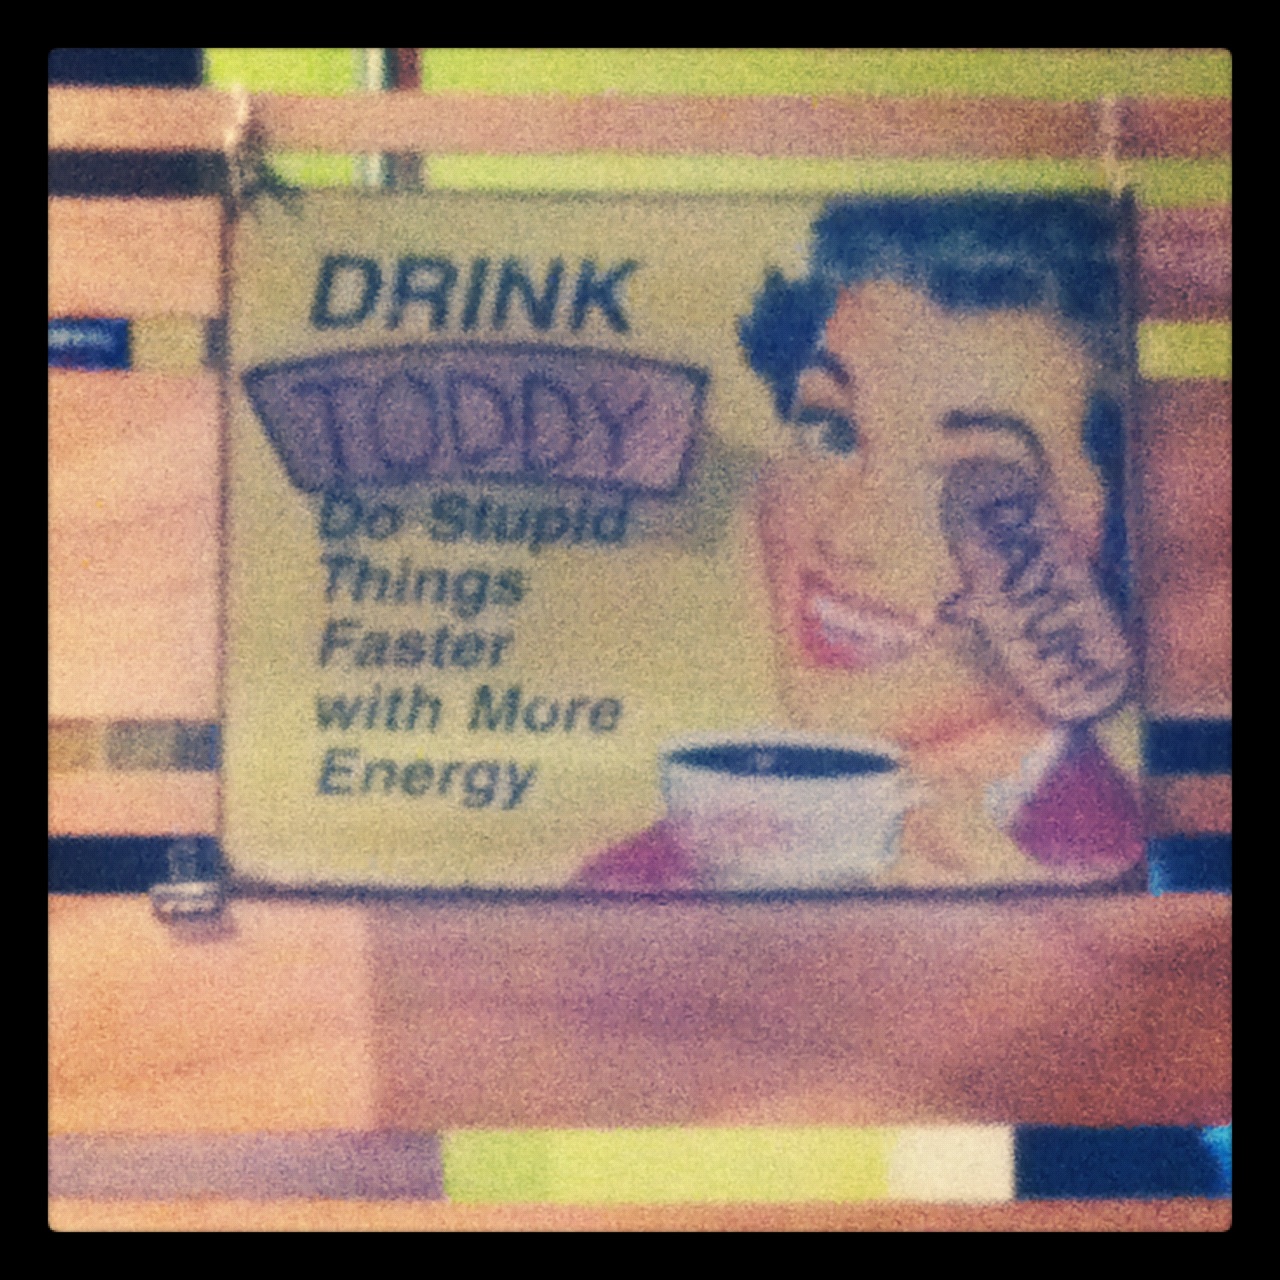 DRINK
TODDY
Do Stupid
Things
Faster
with More
Energy
DAYUM